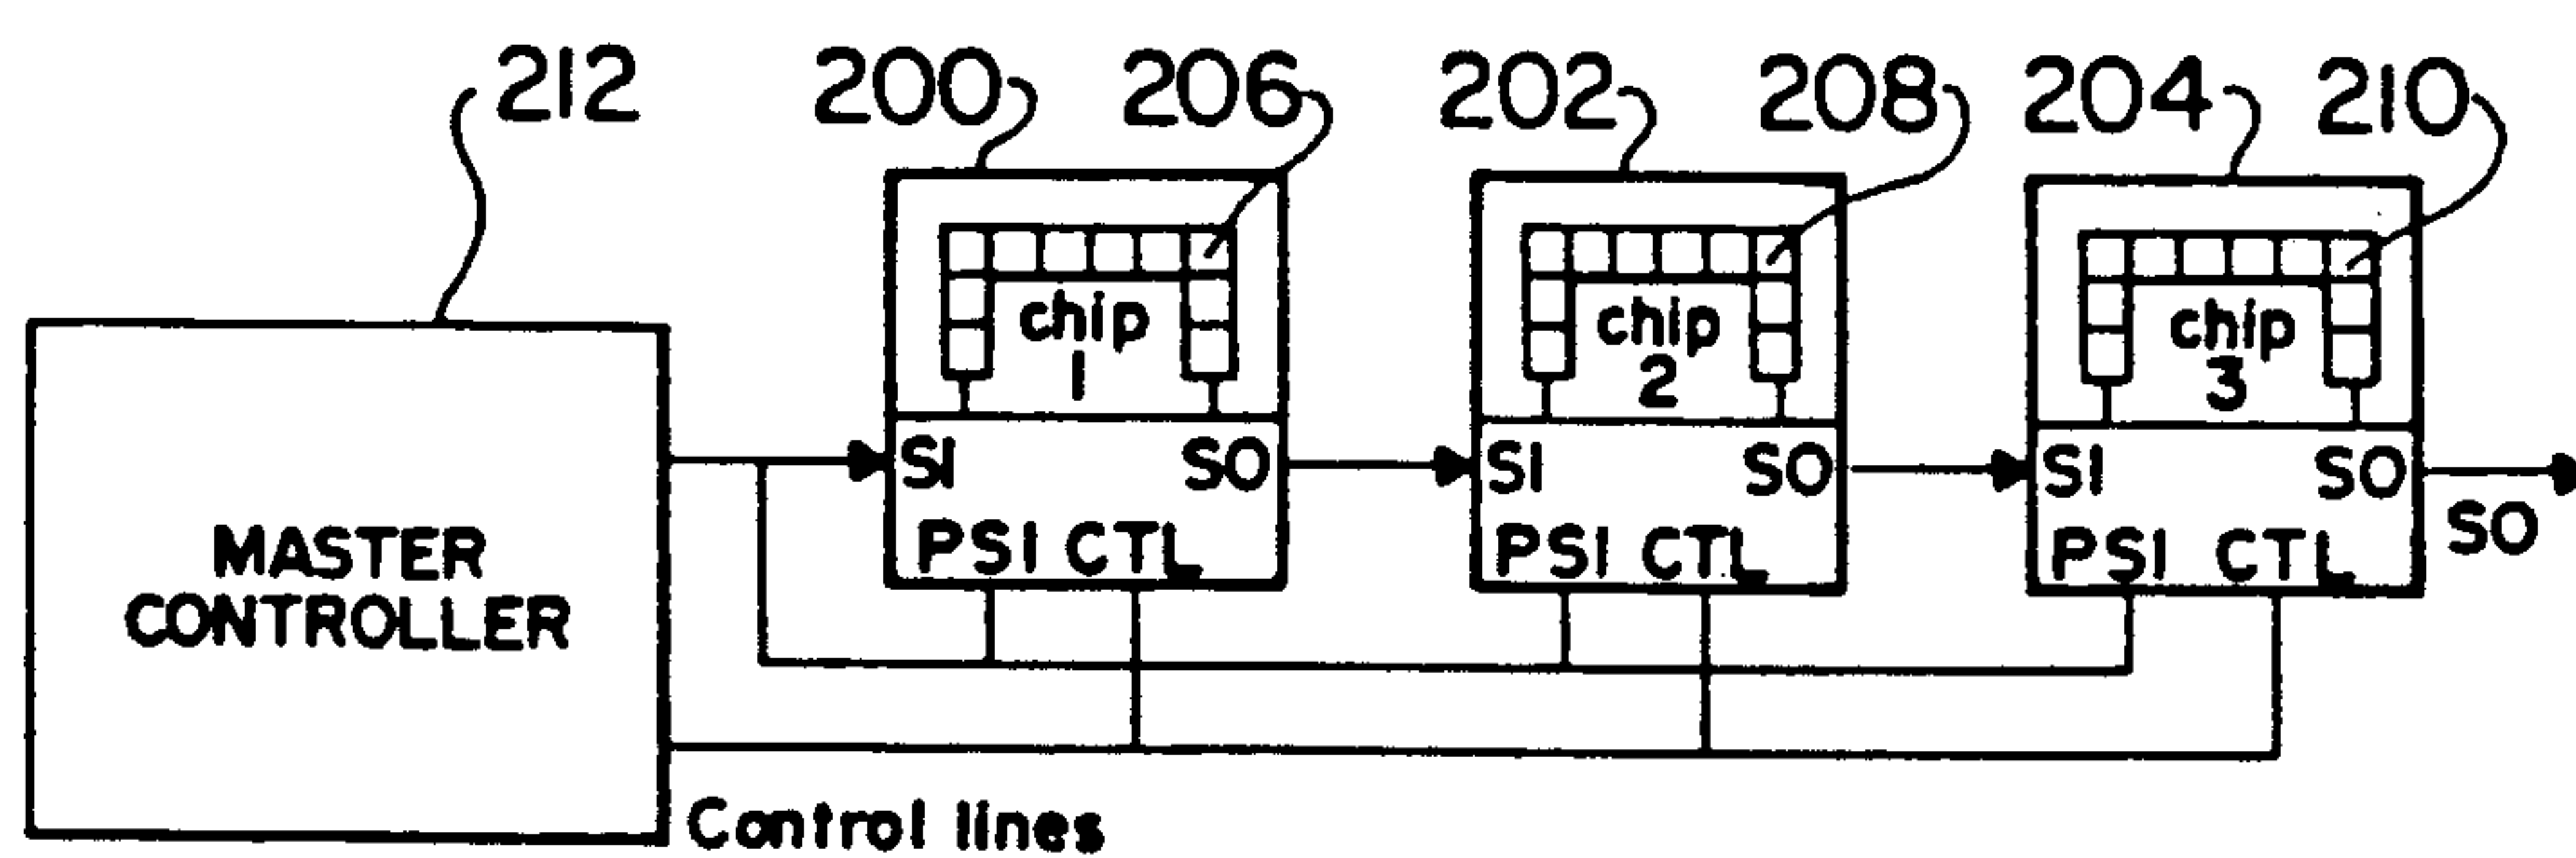 212 200 206 202 208 204 210
chip
1
chip
2
chip
3
SI SO SI SO SI SO
PSI CTL PSI CTL PSI CTL
SO
MASTER
CONTROLLER
Control lines